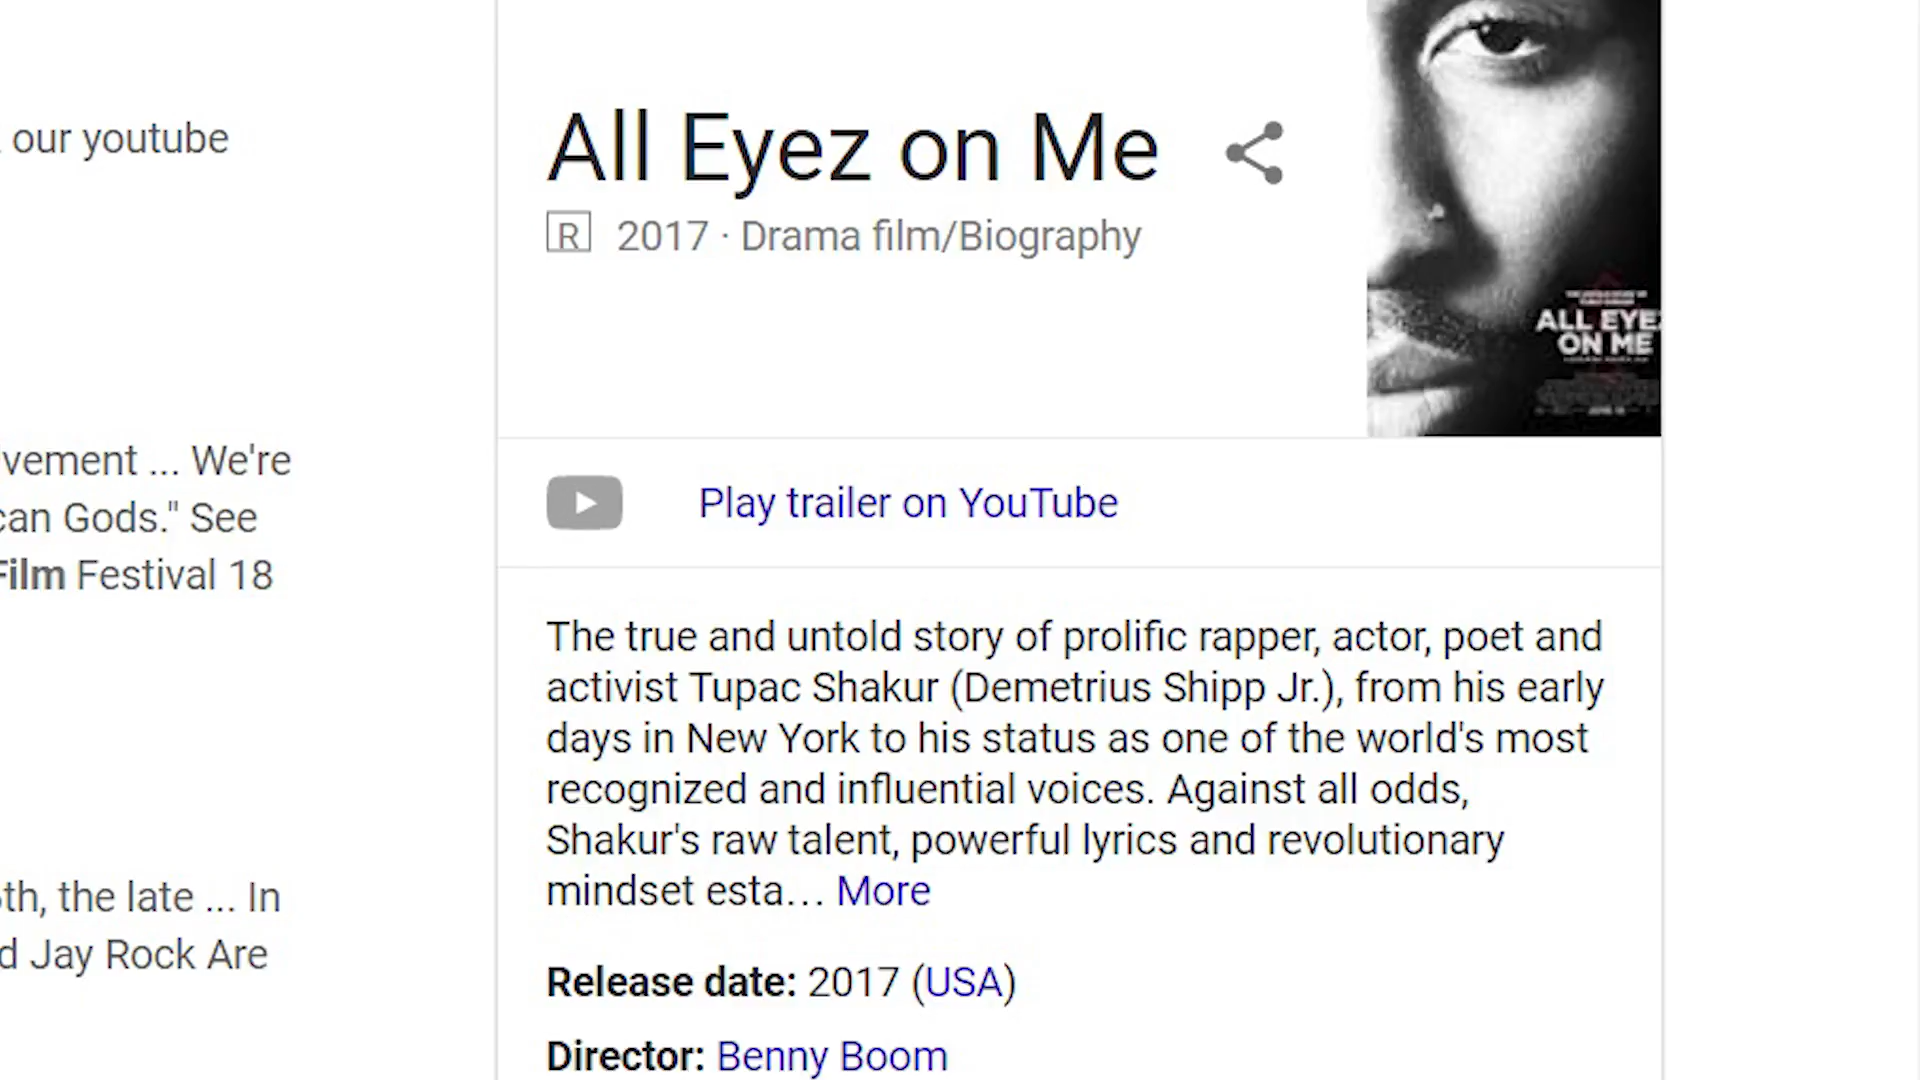 our youtube
vement ... We're
can Gods." See
Film Festival 18
th, the late ... In
d Jay Rock Are
All Eyez on Me
R 2017 · Drama film/Biography
ALL EYEZ
ON ME
Play trailer on YouTube
The true and untold story of prolific rapper, actor, poet and
activist Tupac Shakur (Demetrius Shipp Jr.), from his early
days in New York to his status as one of the world's most
recognized and influential voices. Against all odds,
Shakur's raw talent, powerful lyrics and revolutionary
mindset esta... More
Release date: 2017 (USA)
Director: Benny Boom